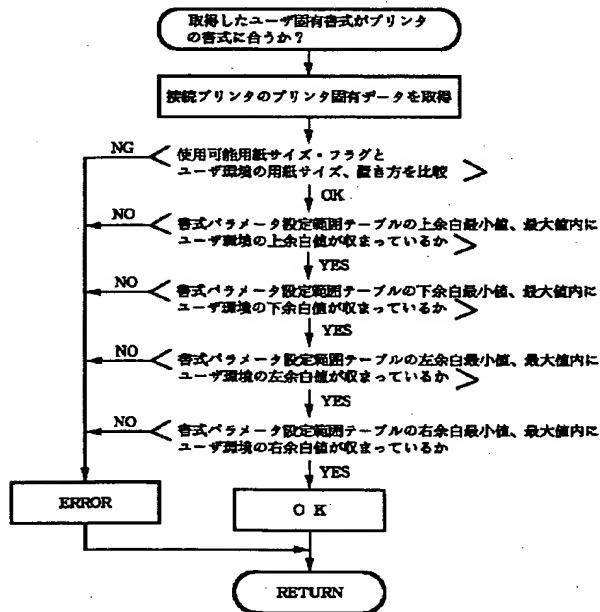 取得したユーザ固有書式がプリンタ
の書式に合うか？
接続プリンタのプリンタ固有データを取得
NG
使用可能用紙サイズ・フラグと
ユーザ環境の用紙サイズ、置き方を比較
OK
NO
書式パラメータ設定範囲テーブルの上余白最小値、最大値内に
ユーザ環境の上余白値が収まっているか
YES
NO
書式パラメータ設定範囲テーブルの下余白最小値、最大値内に
ユーザ環境の下余白値が収まっているか
YES
NO
書式パラメータ設定範囲テーブルの左余白最小値、最大値内に
ユーザ環境の左余白値が収まっているか
YES
NO
書式パラメータ設定範囲テーブルの右余白最小値、最大値内に
ユーザ環境の右余白値が収まっているか
YES
ERROR
O K
RETURN